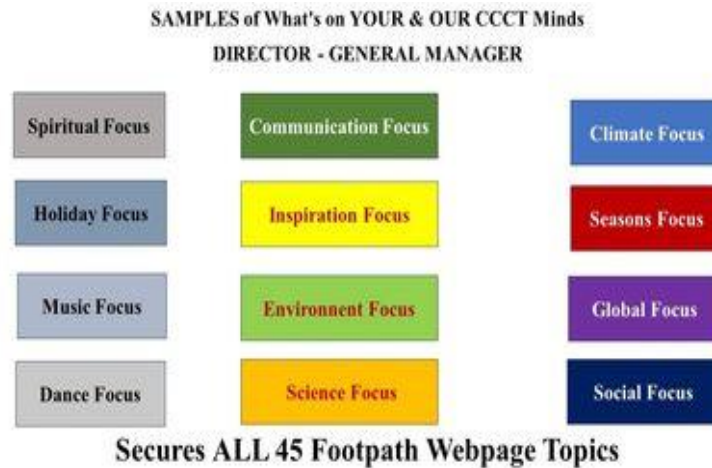 SAMPLES of What's on YOUR & OUR CCCT Minds
DIRECTOR - GENERAL MANAGER
Spiritual Focus
Communication Focus
Climate Focus
Holiday Focus
Inspiration Focus
Seasons Focus
Music Focus
Environnent Focus
Global Focus
Dance Focus
Science Focus
Social Focus
Secures ALL 45 Footpath Webpage Topics